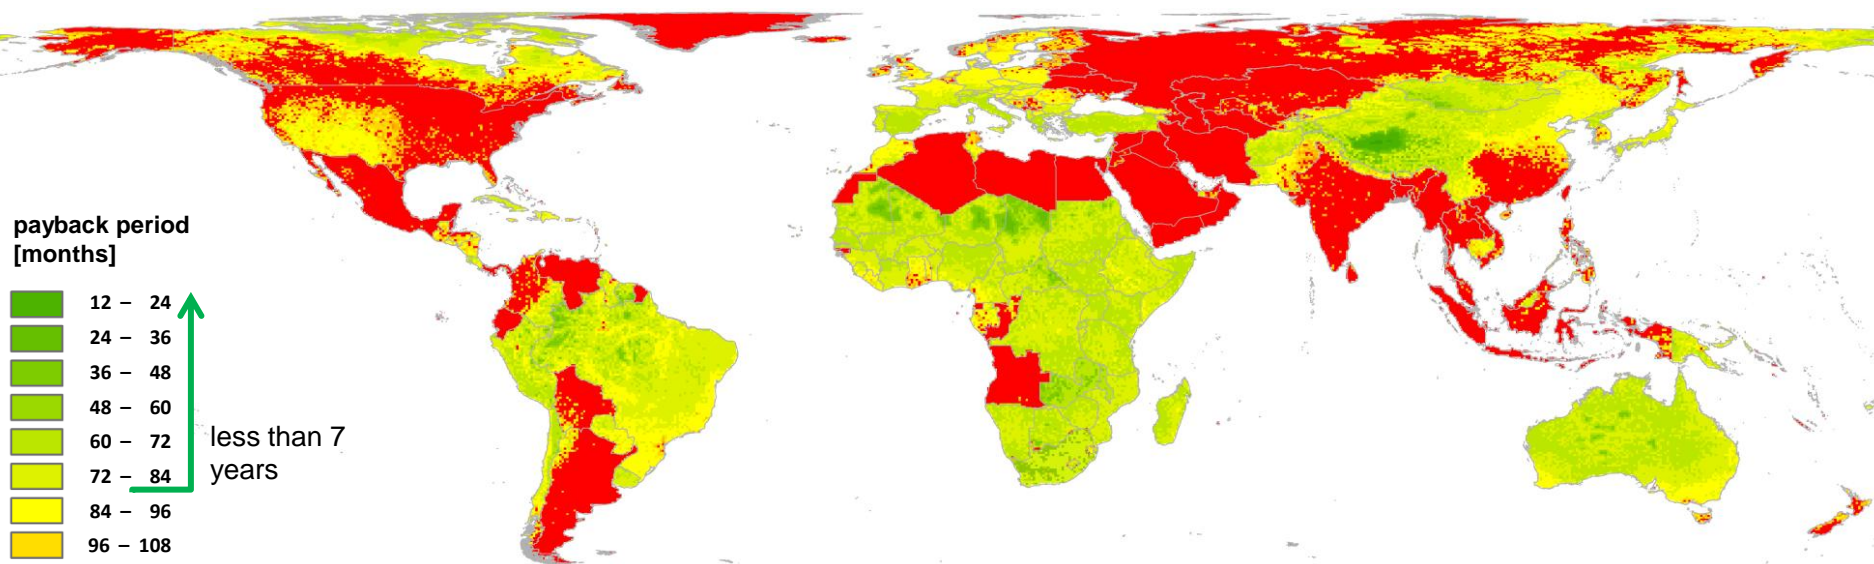 payback period
[months]
12 – 24
24 – 36
36 – 48
48 – 60
60 – 72
72 – 84
84 – 96
96 – 108
less than 7
years